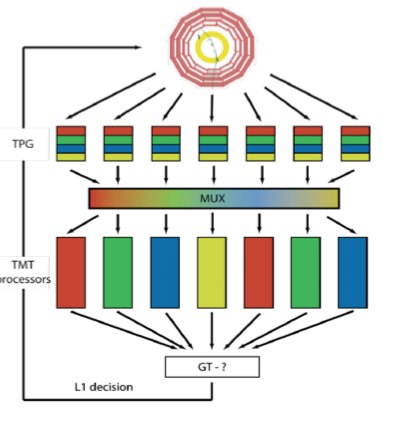 TPG
MUX
TMT
processors
GT - ?
L1 decision